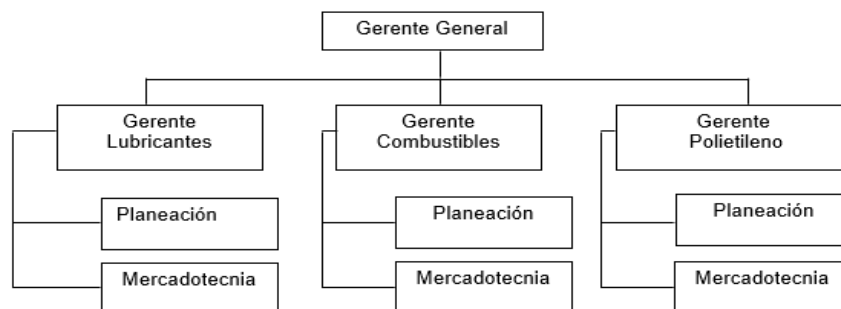 Gerente General
Gerente
Lubricantes
Gerente
Combustibles
Gerente
Polietileno
Planeación
Planeación
Planeación
Mercadotecnia
Mercadotecnia
Mercadotecnia